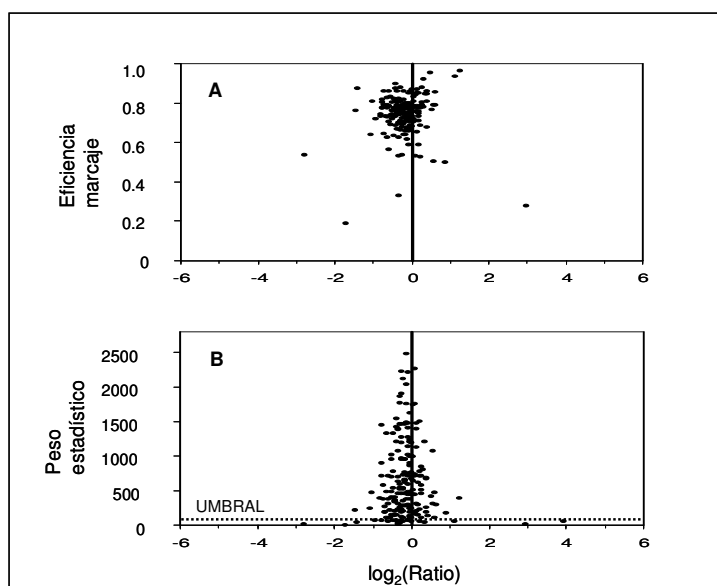 A
Eficiencia
marcaje
1.0
0.8
0.6
0.4
0.2
0
-6 -4 -2 0 2 4 6
B
Peso
estadístico
2500
2000
1500
1000
500
0
UMBRAL
-6 -4 -2 0 2 4 6
log₂(Ratio)